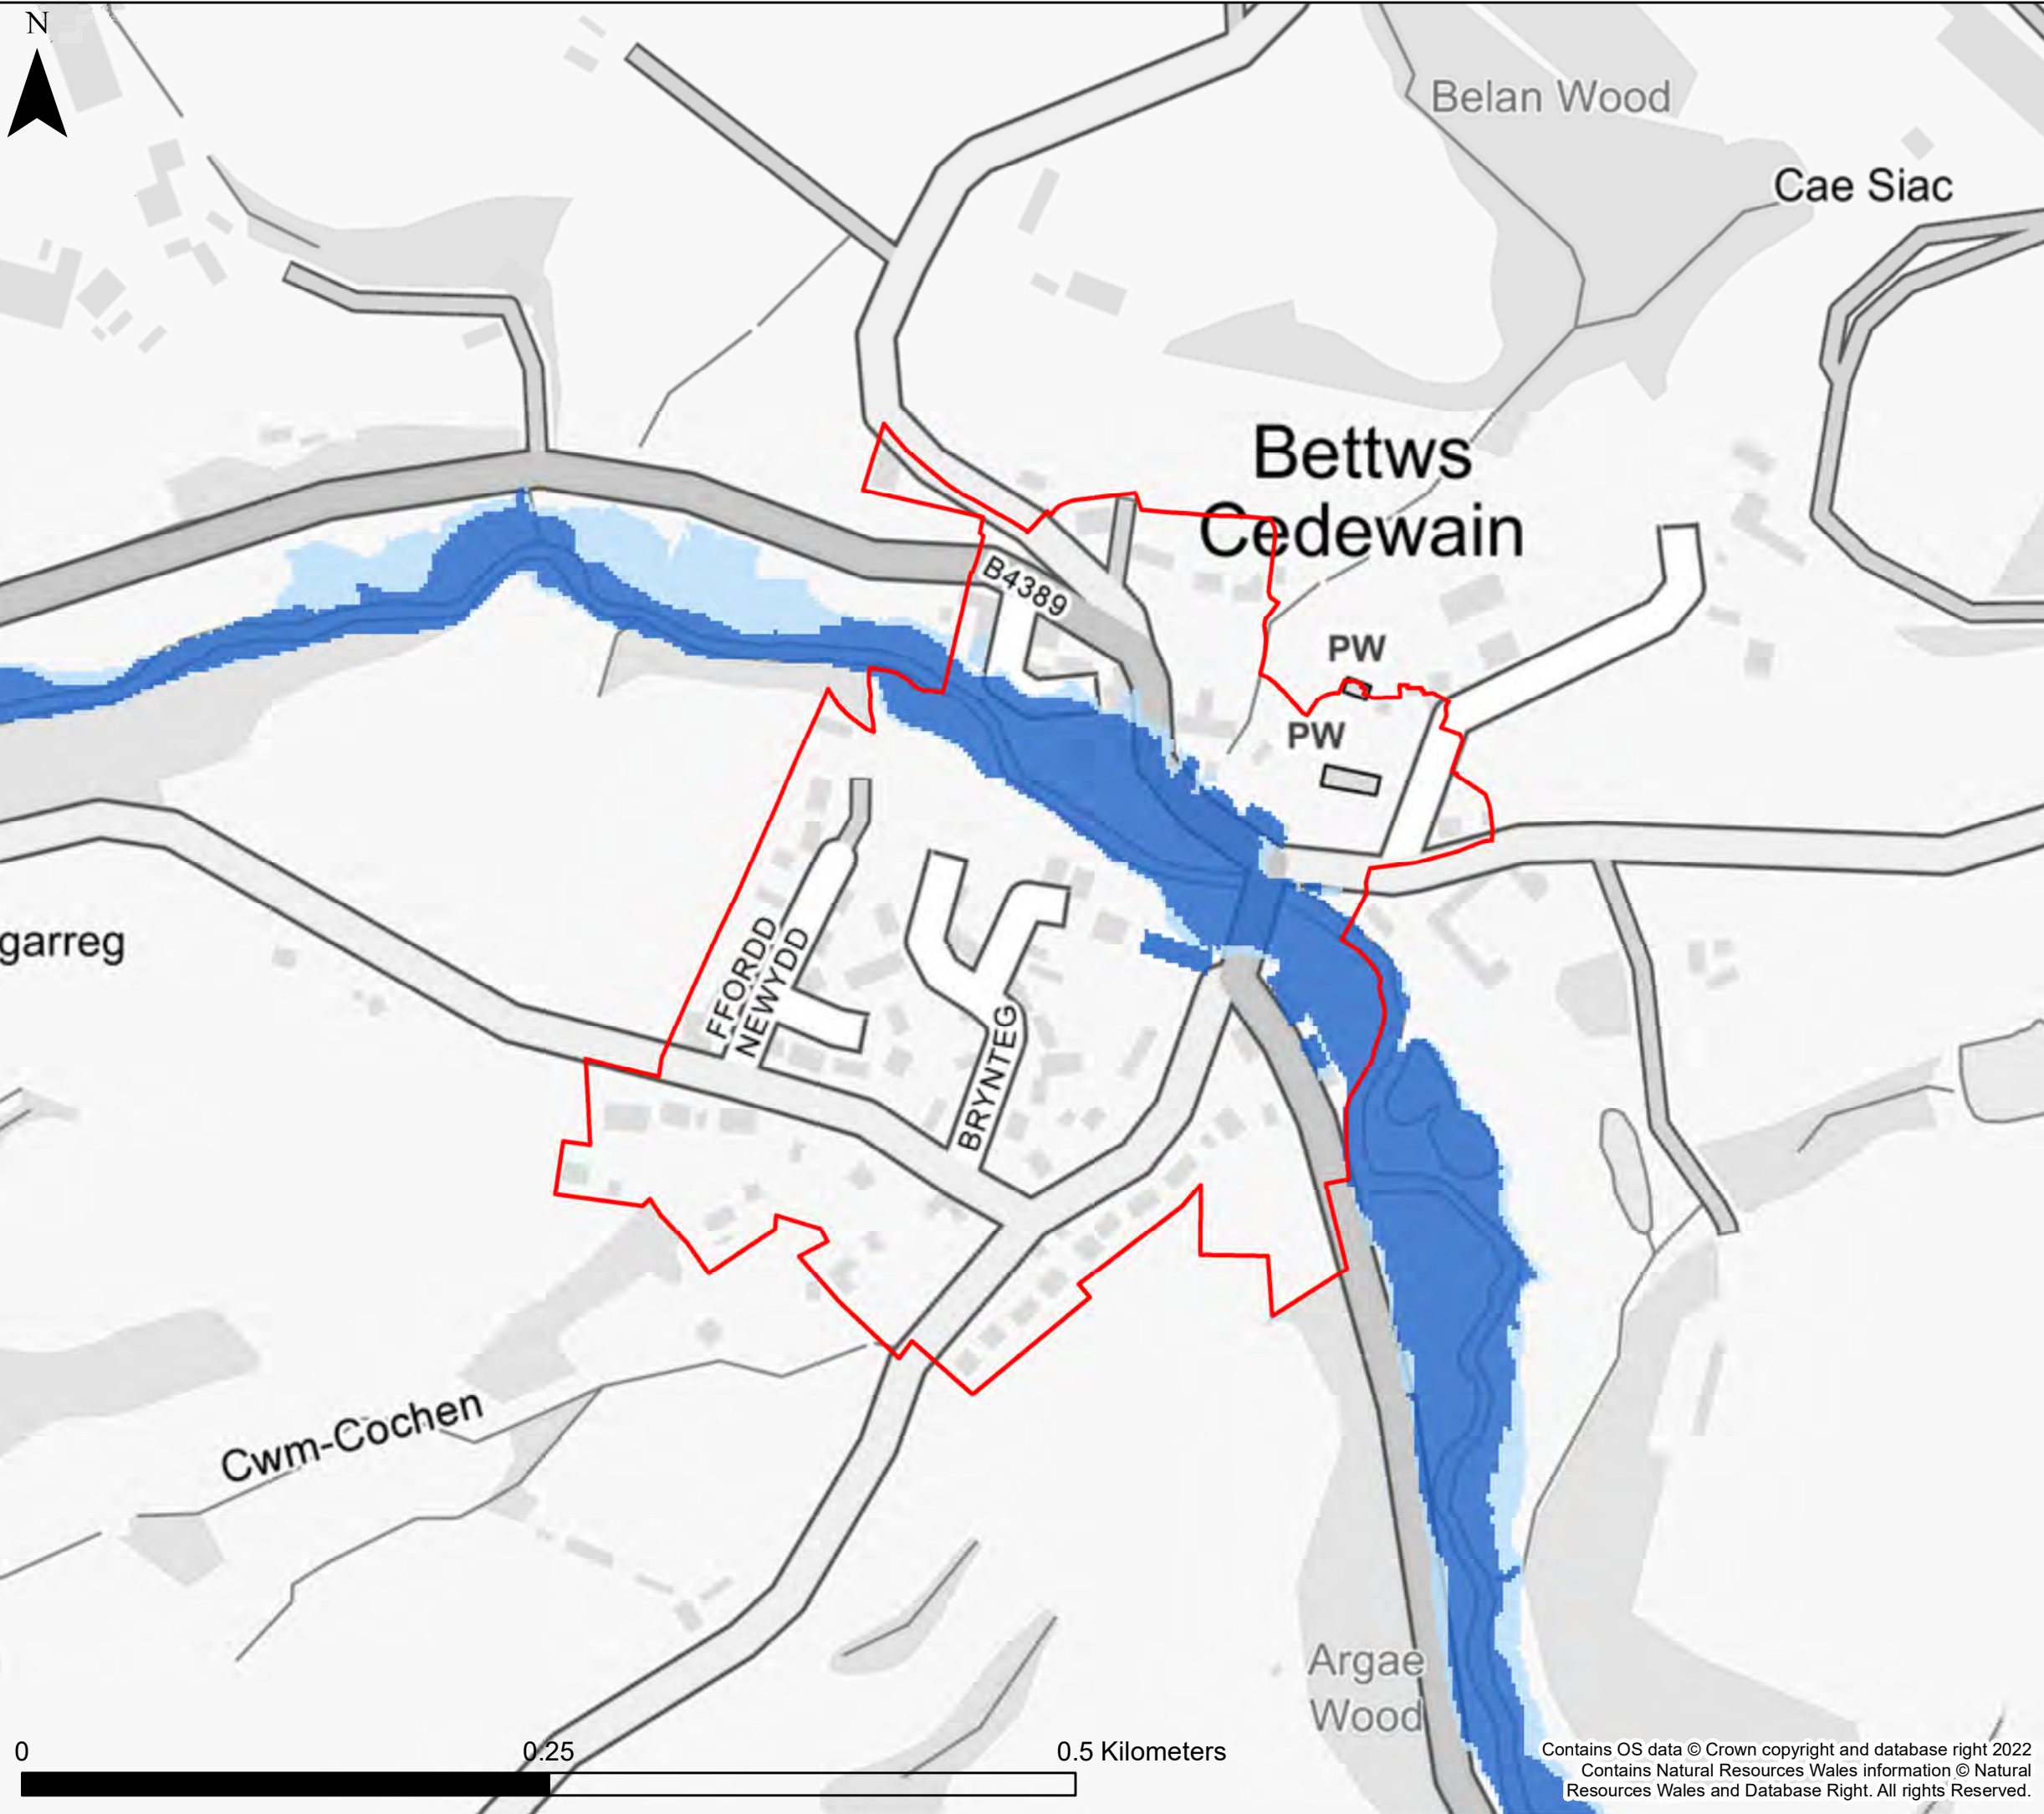 N
Belan Wood
Cae Siac
Bettws
Cedewain
B4389
PW
PW
garreg
FFORDD
NEWYDD
BRYNTEG
Cwm-Cochen
Argae
Wood
0
0.25
0.5 Kilometers
Contains OS data © Crown copyright and database right 2022
Contains Natural Resources Wales information © Natural
Resources Wales and Database Right. All rights Reserved.